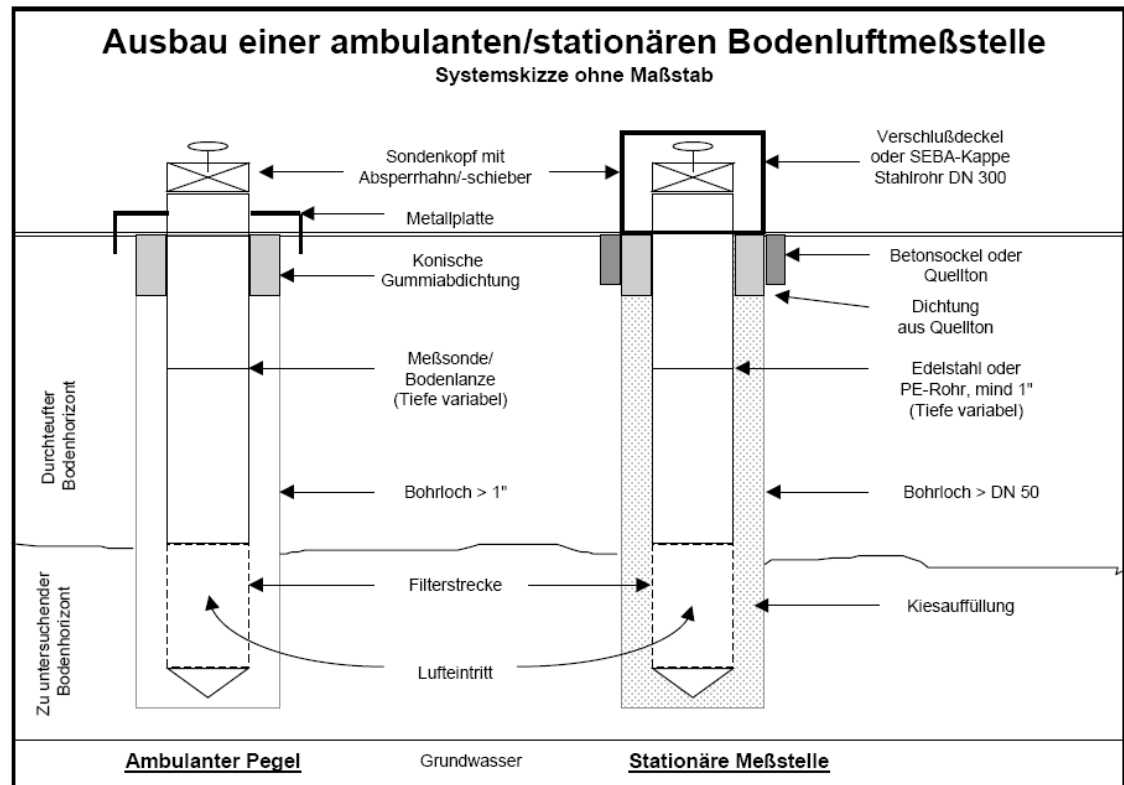 Ausbau einer ambulanten/stationären Bodenluftmeßstelle
Systemskizze ohne Maßstab
Sondenkopf mit
Absperrhahn/-schieber
Verschlußdeckel
oder SEBA-Kappe
Stahlrohr DN 300
Metallplatte
Konische
Gummiabdichtung
Betonsockel oder
Quellton
Dichtung
aus Quellton
Meßsonde/
Bodenlanze
(Tiefe variabel)
Edelstahl oder
PE-Rohr, mind 1"
(Tiefe variabel)
Durchteufter
Bodenhorizont
Bohrloch > 1"
Bohrloch > DN 50
Filterstrecke
Kiesauffüllung
Zu untersuchender
Bodenhorizont
Lufteintritt
Ambulanter Pegel
Grundwasser
Stationäre Meßstelle